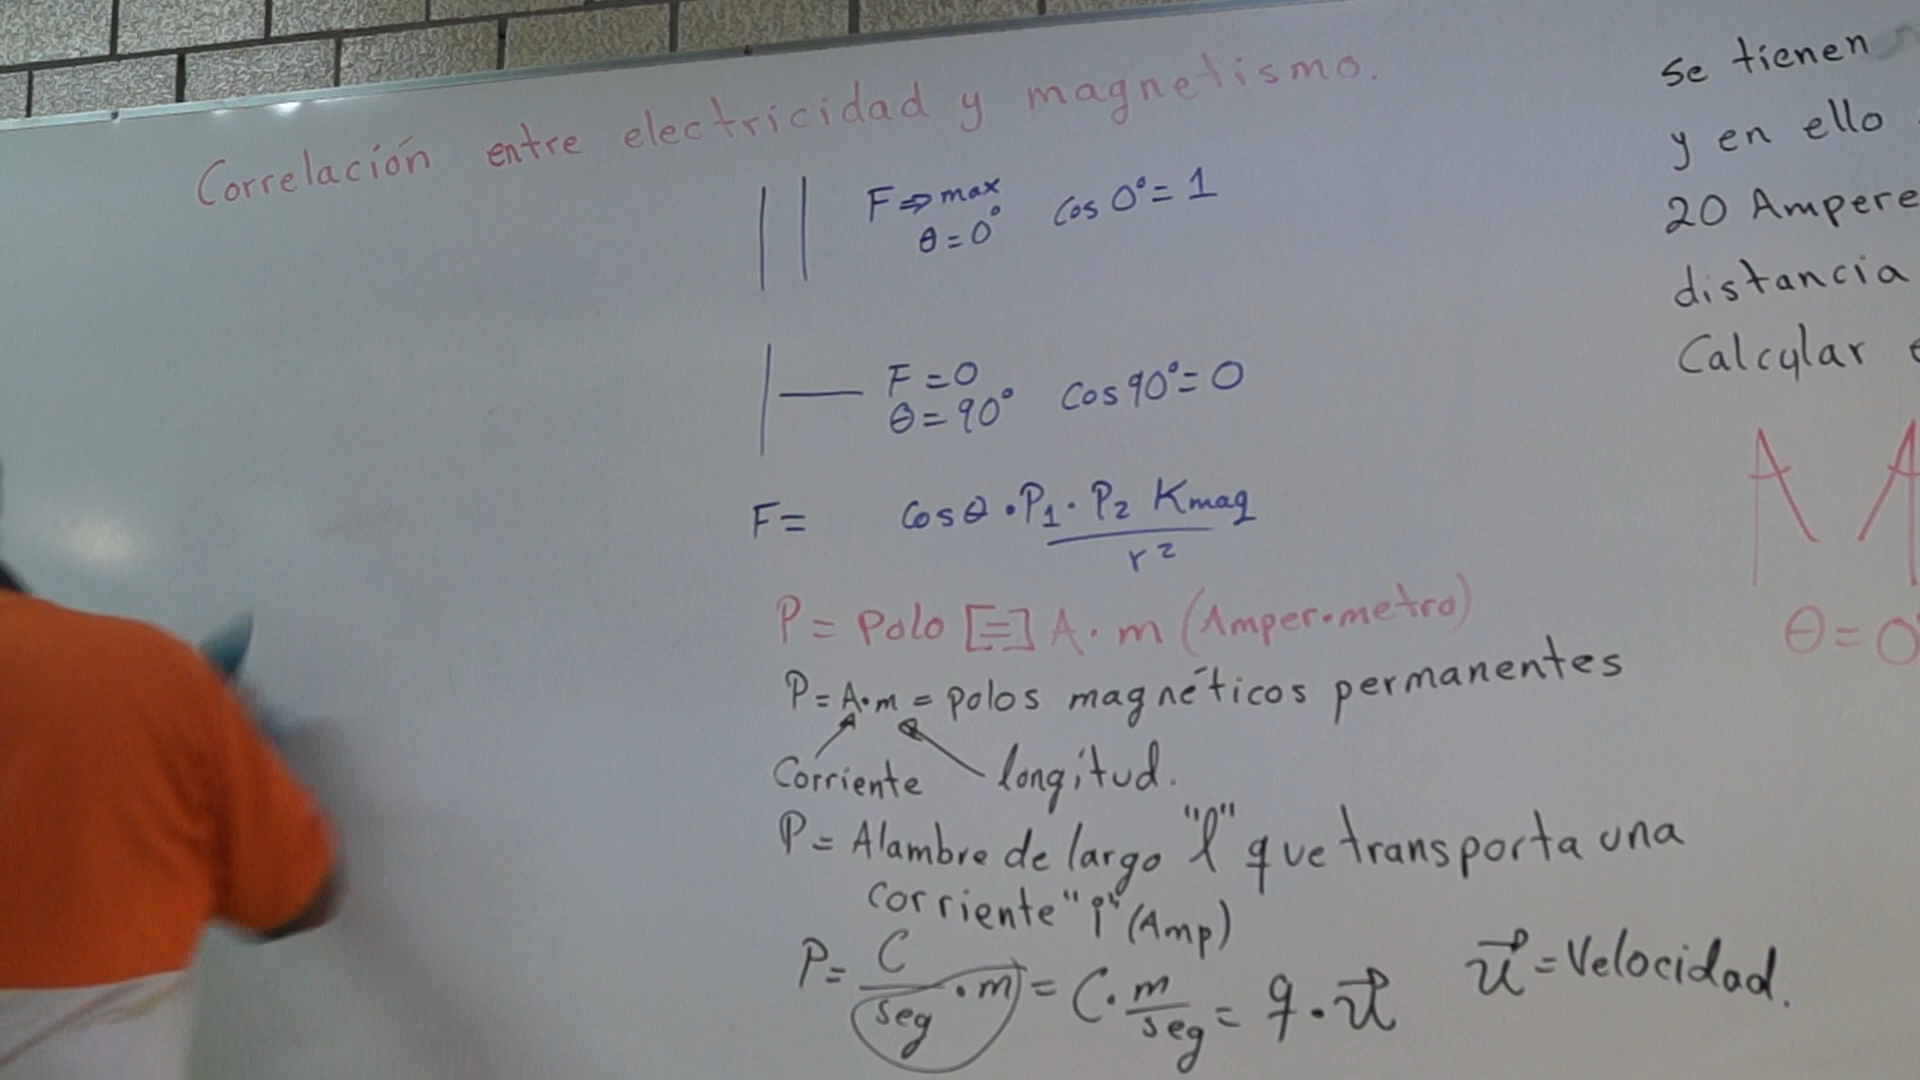 Correlación entre electricidad y magnetismo.
F ⇒ max
θ = 0° Cos 0° = 1
F = 0
θ = 90° Cos 90° = 0
F = Cos θ · P₁ · P₂ Kmag
r²
P = Polo [=] A · m (Amper·metro)
P = A·m = polos magnéticos permanentes
Corriente longitud.
P = Alambre de largo "l" que transporta una
corriente "i" (Amp)
P = C/seg · m = C · m/seg = q · u⃗ u⃗ = Velocidad.
Se tienen
y en ello
20 Ampere
distancia
Calcular
θ = 0°